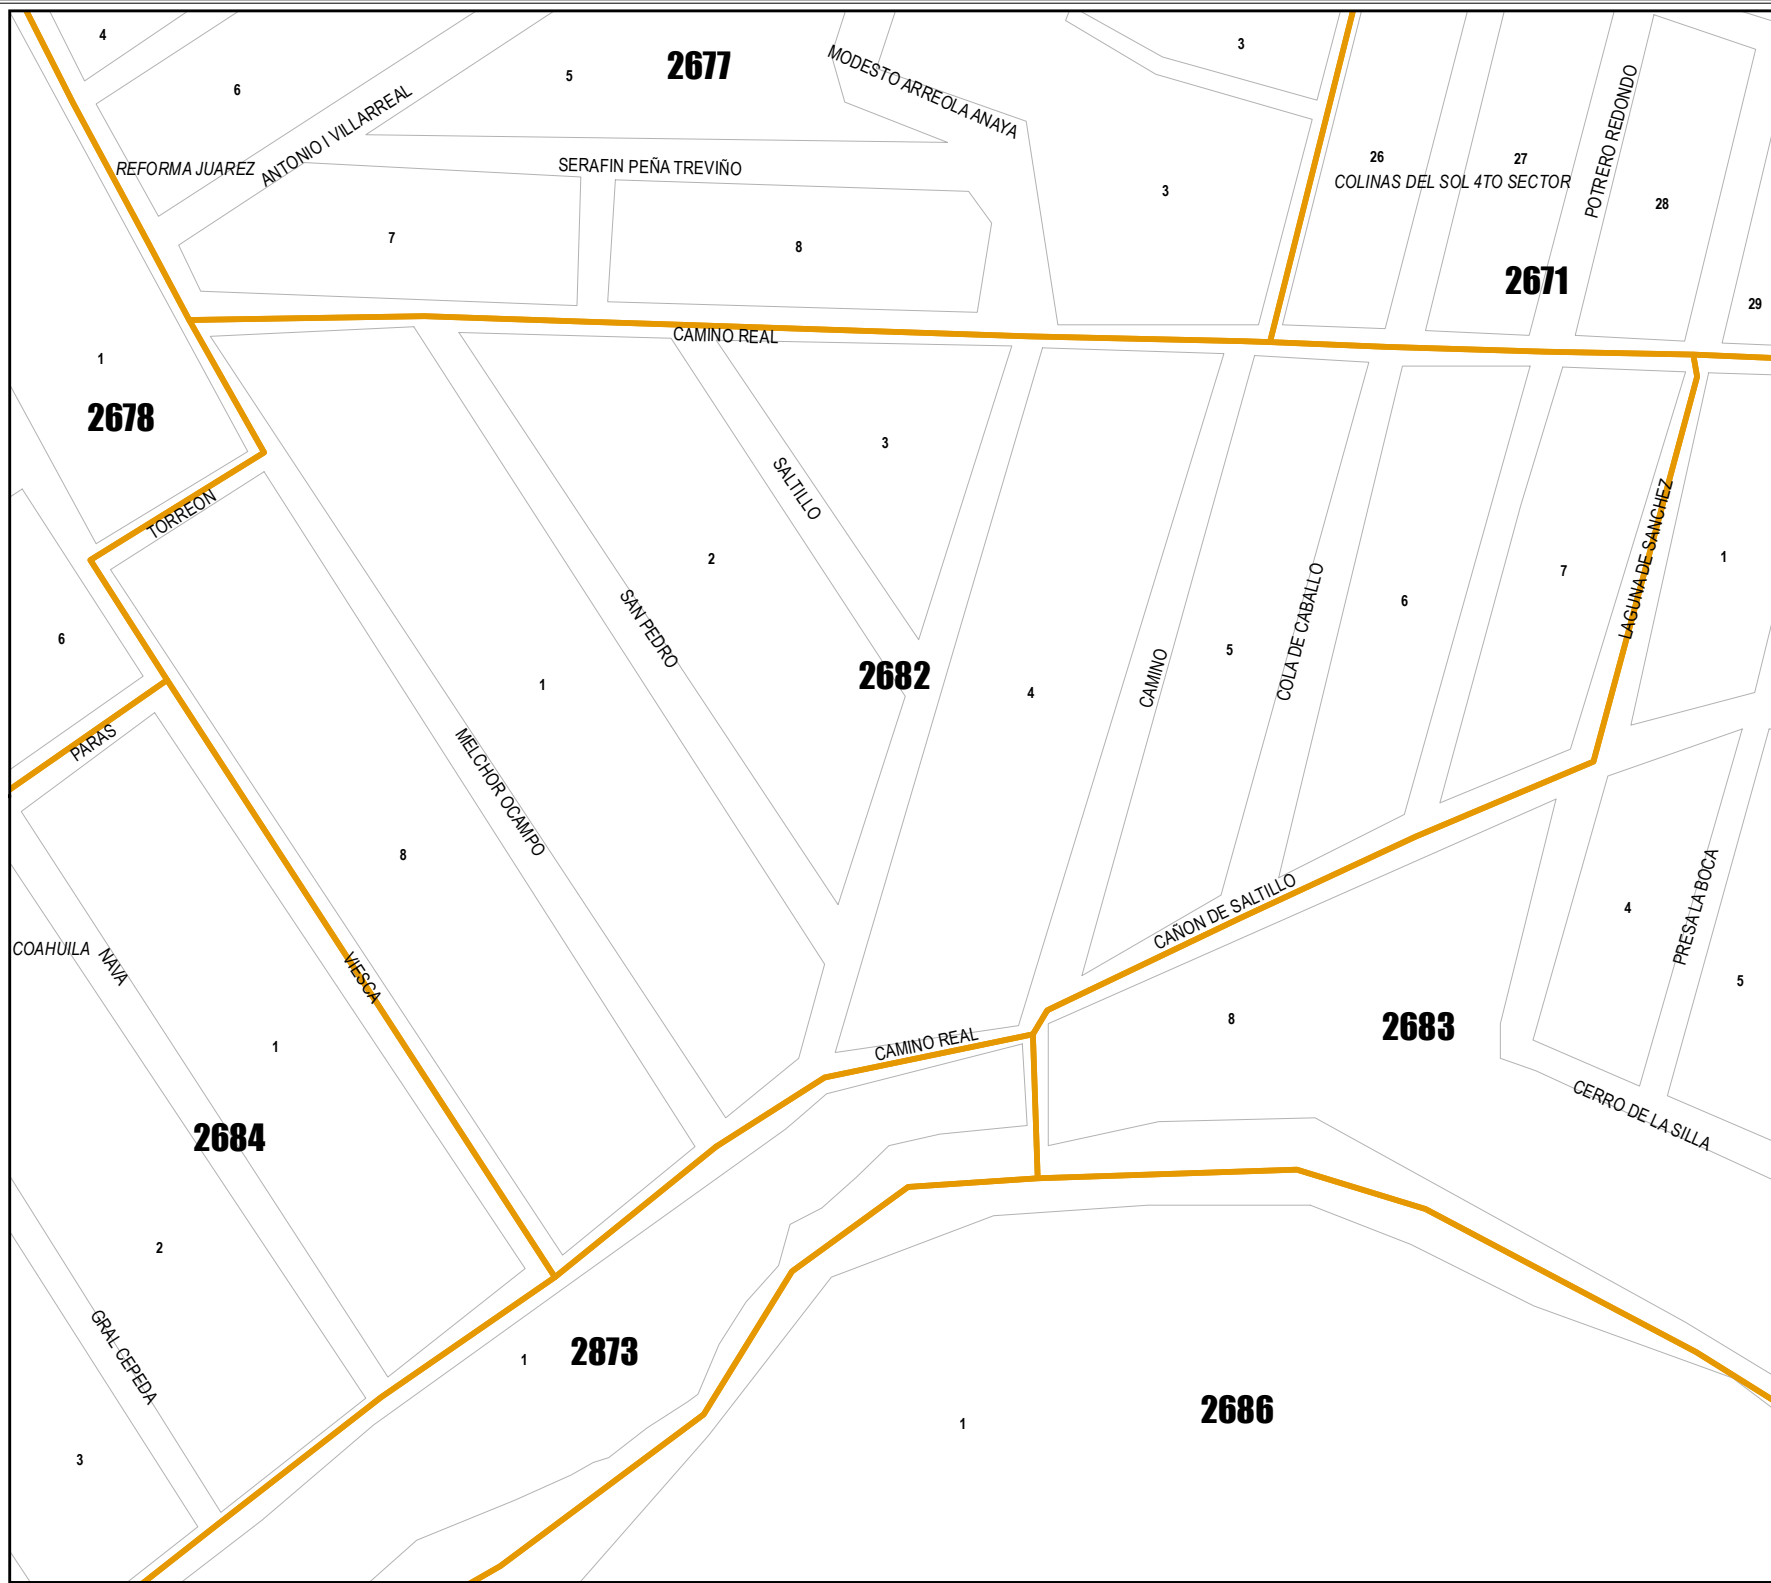 4
3
2677
MODESTO ARREOLA ANAYA
5
6
ANTONIO I VILLARREAL
POTRERO REDONDO
REFORMA JUAREZ
SERAFIN PEÑA TREVIÑO
26
27
COLINAS DEL SOL 4TO SECTOR
3
28
7
8
2671
29
CAMINO REAL
1
2678
3
SALTILLO
TORREON
LAGUNA DE SANCHEZ
2
1
7
6
SAN PEDRO
COLA DE CABALLO
6
5
2682
CAMINO
1
4
PARAS
MELCHOR OCAMPO
8
CAÑON DE SALTILLO
4
PRESA LA BOCA
COAHUILA
NAVA
VIESCA
5
8
2683
1
CAMINO REAL
CERRO DE LA SILLA
2684
2
GRAL CEPEDA
1
2873
2686
1
3